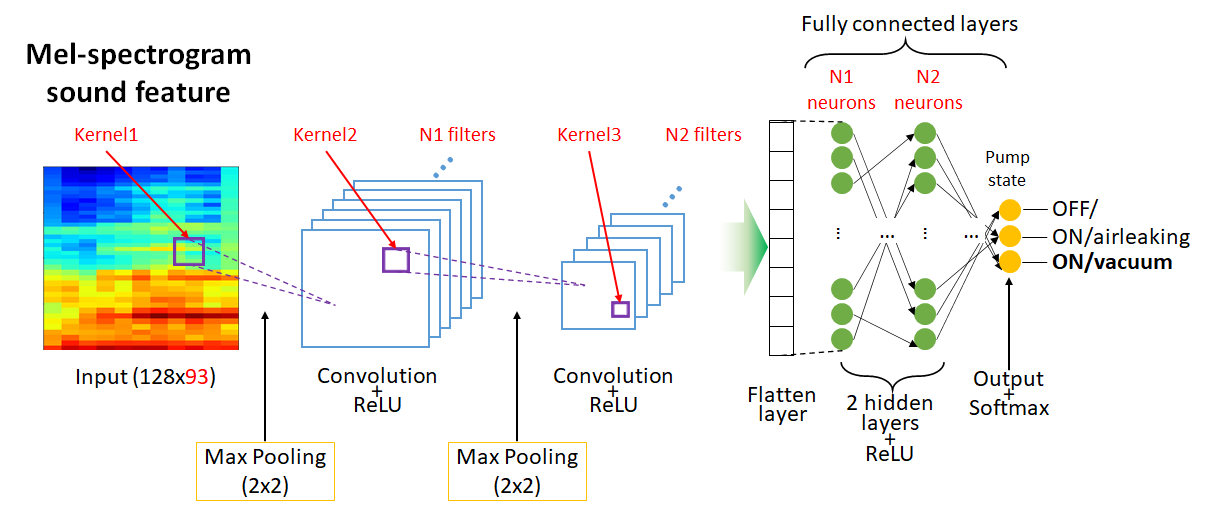 Mel-spectrogram
sound feature
Kernel1
Input (128x93)
Max Pooling
(2x2)
Kernel2
N1 filters
Convolution
+
ReLU
Max Pooling
(2x2)
Kernel3
N2 filters
Convolution
+
ReLU
Flatten
layer
Fully connected layers
N1
neurons
N2
neurons
...
...
...
...
2 hidden
layers
+
ReLU
Pump
state
OFF/
ON/airleaking
ON/vacuum
Output
+
Softmax